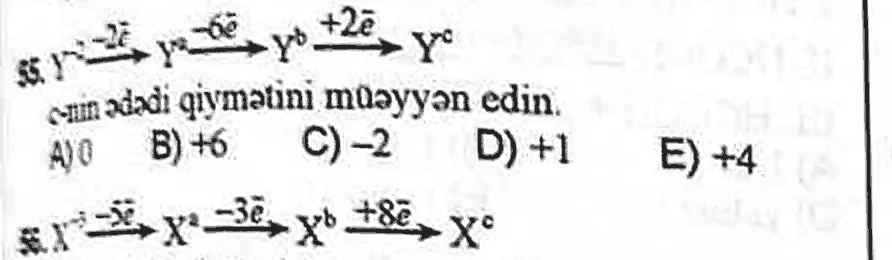 55. Y⁻² –2ē→ Yᵃ –6ē→ Yᵇ +2ē→ Yᶜ
c-nin ədədi qiymətini müəyyən edin.
A) 0 B) +6 C) –2 D) +1 E) +4
56. X⁻³ –5ē→ Xᵃ –3ē→ Xᵇ +8ē→ Xᶜ